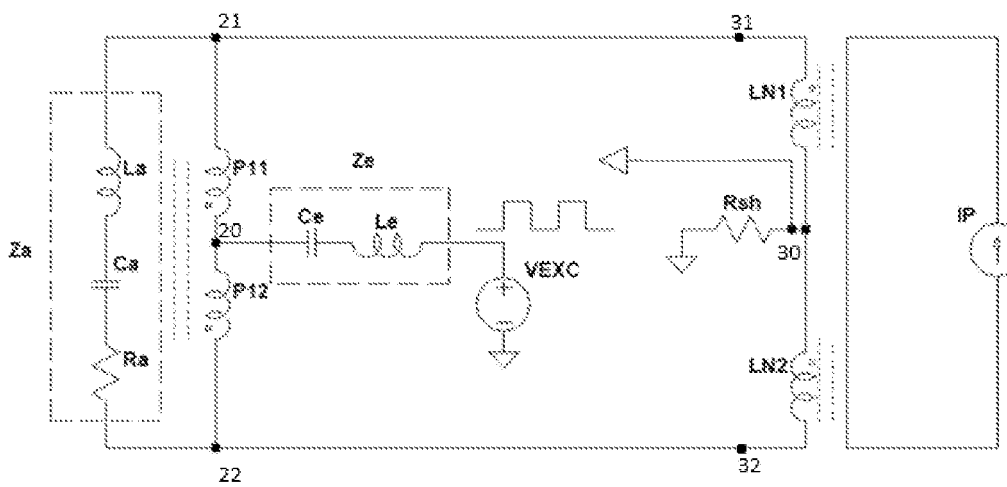 21
31
LN1
La
P11
Ze
Za
Ce
Le
Rsh
IP
20
VEXC
30
Ca
P12
Ra
LN2
22
32